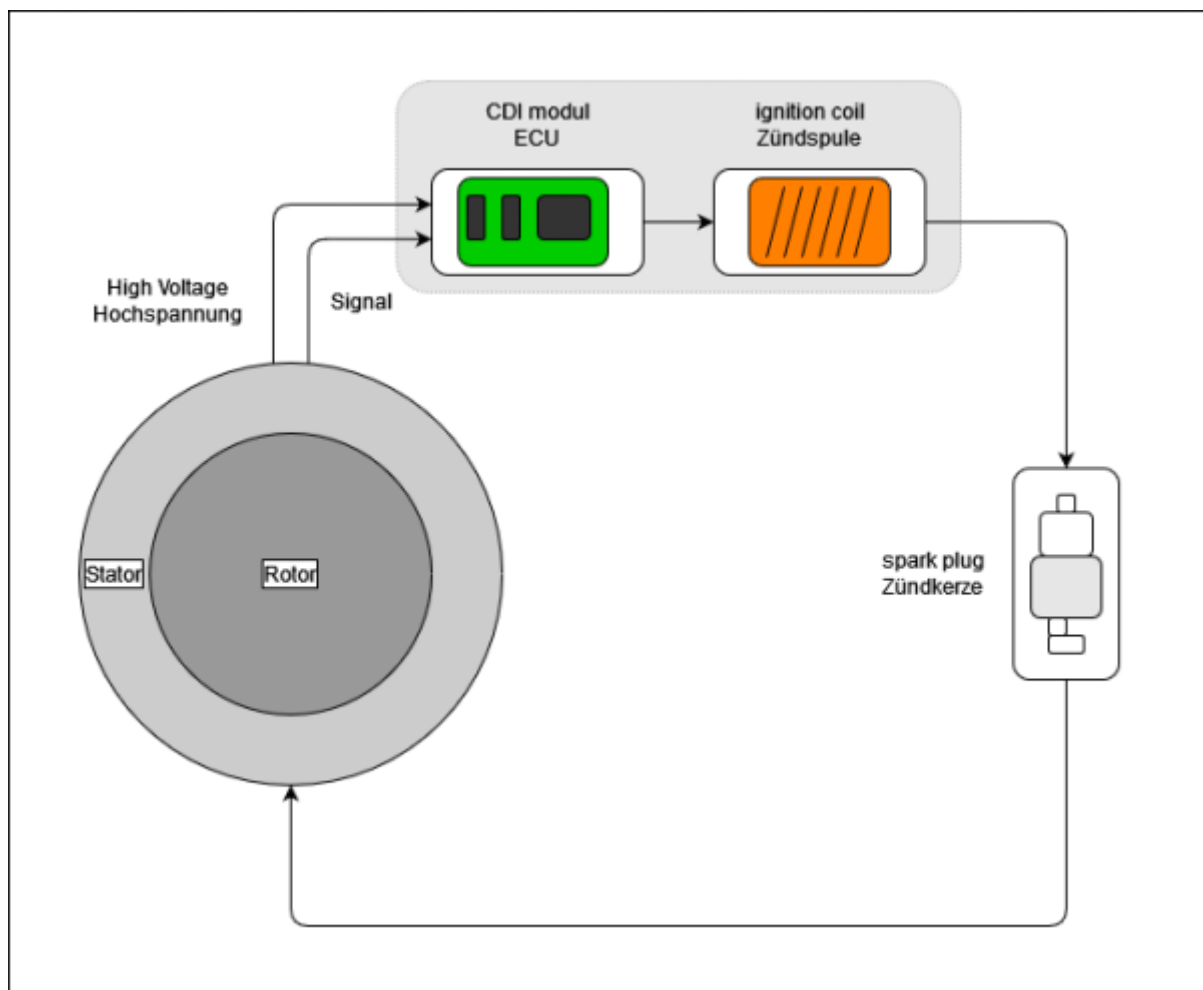 CDI modul
ECU
ignition coil
Zündspule
High Voltage
Hochspannung
Signal
Stator
Rotor
spark plug
Zündkerze